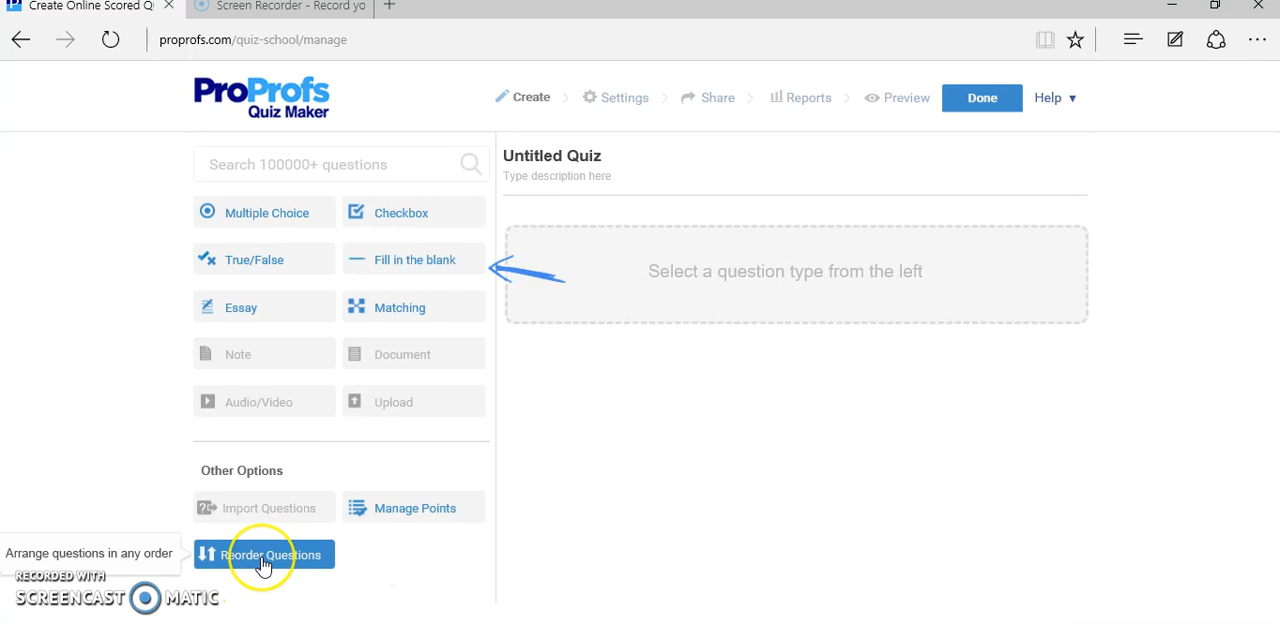 Create Online Scored Q
Screen Recorder - Record yo
proprofs.com/quiz-school/manage
ProProfs
Quiz Maker
Create
Settings
Share
Reports
Preview
Done
Help
Search 100000+ questions
Untitled Quiz
Type description here
Multiple Choice
Checkbox
True/False
Fill in the blank
Select a question type from the left
Essay
Matching
Note
Document
Audio/Video
Upload
Other Options
Import Questions
Manage Points
Arrange questions in any order
Reorder Questions
RECORDED WITH
SCREENCAST MATIC